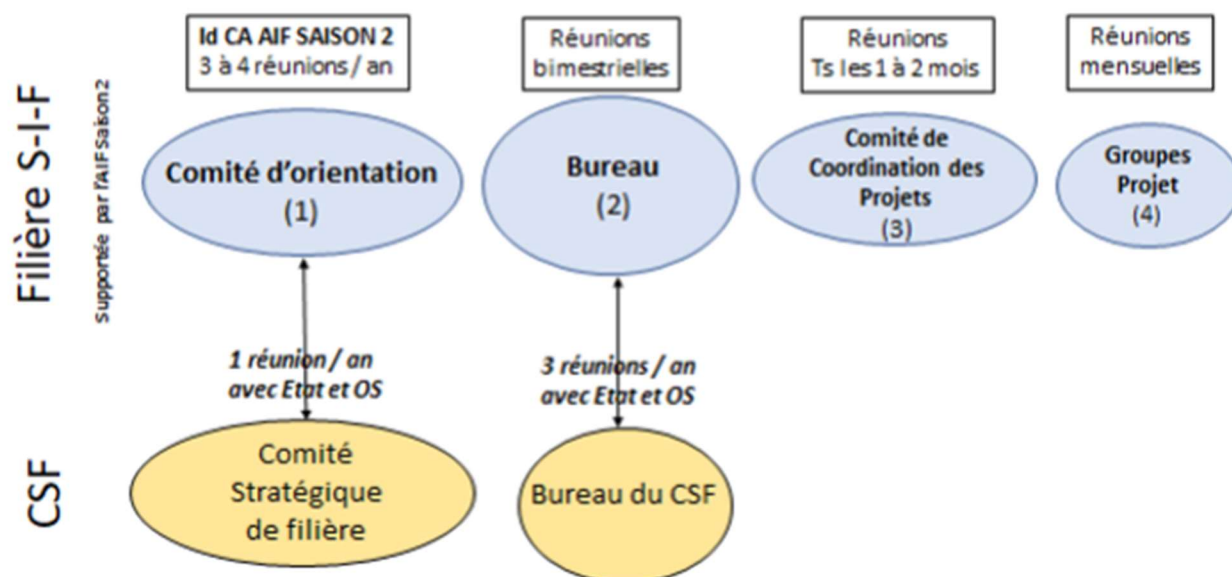 Id CA AIF SAISON 2
3 à 4 réunions / an
Réunions
bimestrielles
Réunions
Ts les 1 à 2 mois
Réunions
mensuelles
Filière S-I-F
Supportée par l'AIF Saison 2
Comité d'orientation
(1)
Bureau
(2)
Comité de
Coordination des
Projets
(3)
Groupes
Projet
(4)
1 réunion / an
avec Etat et OS
3 réunions / an
avec Etat et OS
CSF
Comité
Stratégique
de filière
Bureau du CSF